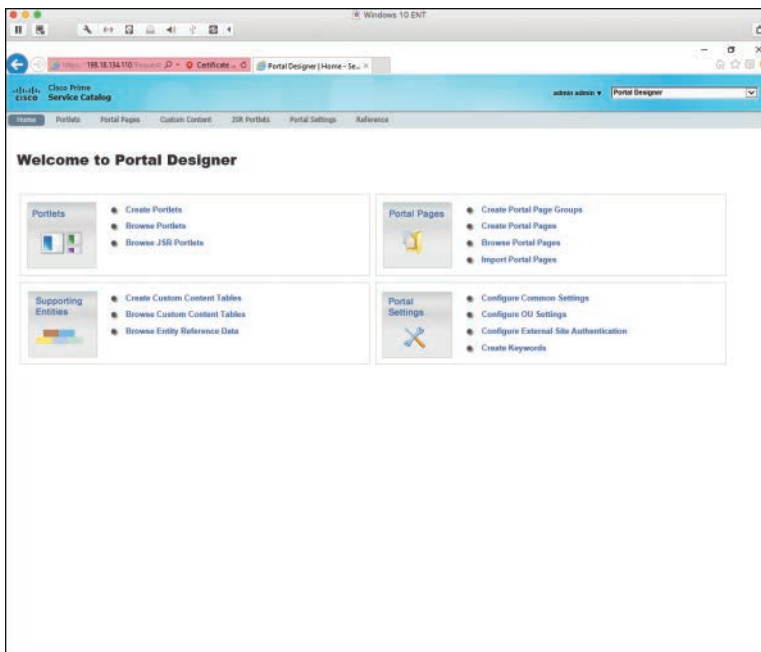 Windows 10 ENT
https://198.18.134.110/
Certificate ...
Portal Designer | Home - Se...
cisco
Cisco Prime
Service Catalog
admin admin
Portal Designer
Home
Portlets
Portal Pages
Custom Content
JSR Portlets
Portal Settings
Reference
Welcome to Portal Designer
Portlets
Create Portlets
Browse Portlets
Browse JSR Portlets
Portal Pages
Create Portal Page Groups
Create Portal Pages
Browse Portal Pages
Import Portal Pages
Supporting
Entities
Create Custom Content Tables
Browse Custom Content Tables
Browse Entity Reference Data
Portal
Settings
Configure Common Settings
Configure OU Settings
Configure External Site Authentication
Create Keywords